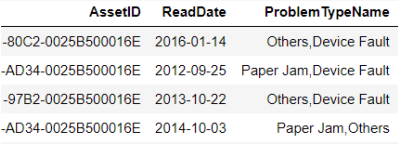 AssetID ReadDate ProblemTypeName
-80C2-0025B500016E 2016-01-14 Others,Device Fault
-AD34-0025B500016E 2012-09-25 Paper Jam,Device Fault
-97B2-0025B500016E 2013-10-22 Others,Device Fault
-AD34-0025B500016E 2014-10-03 Paper Jam,Others